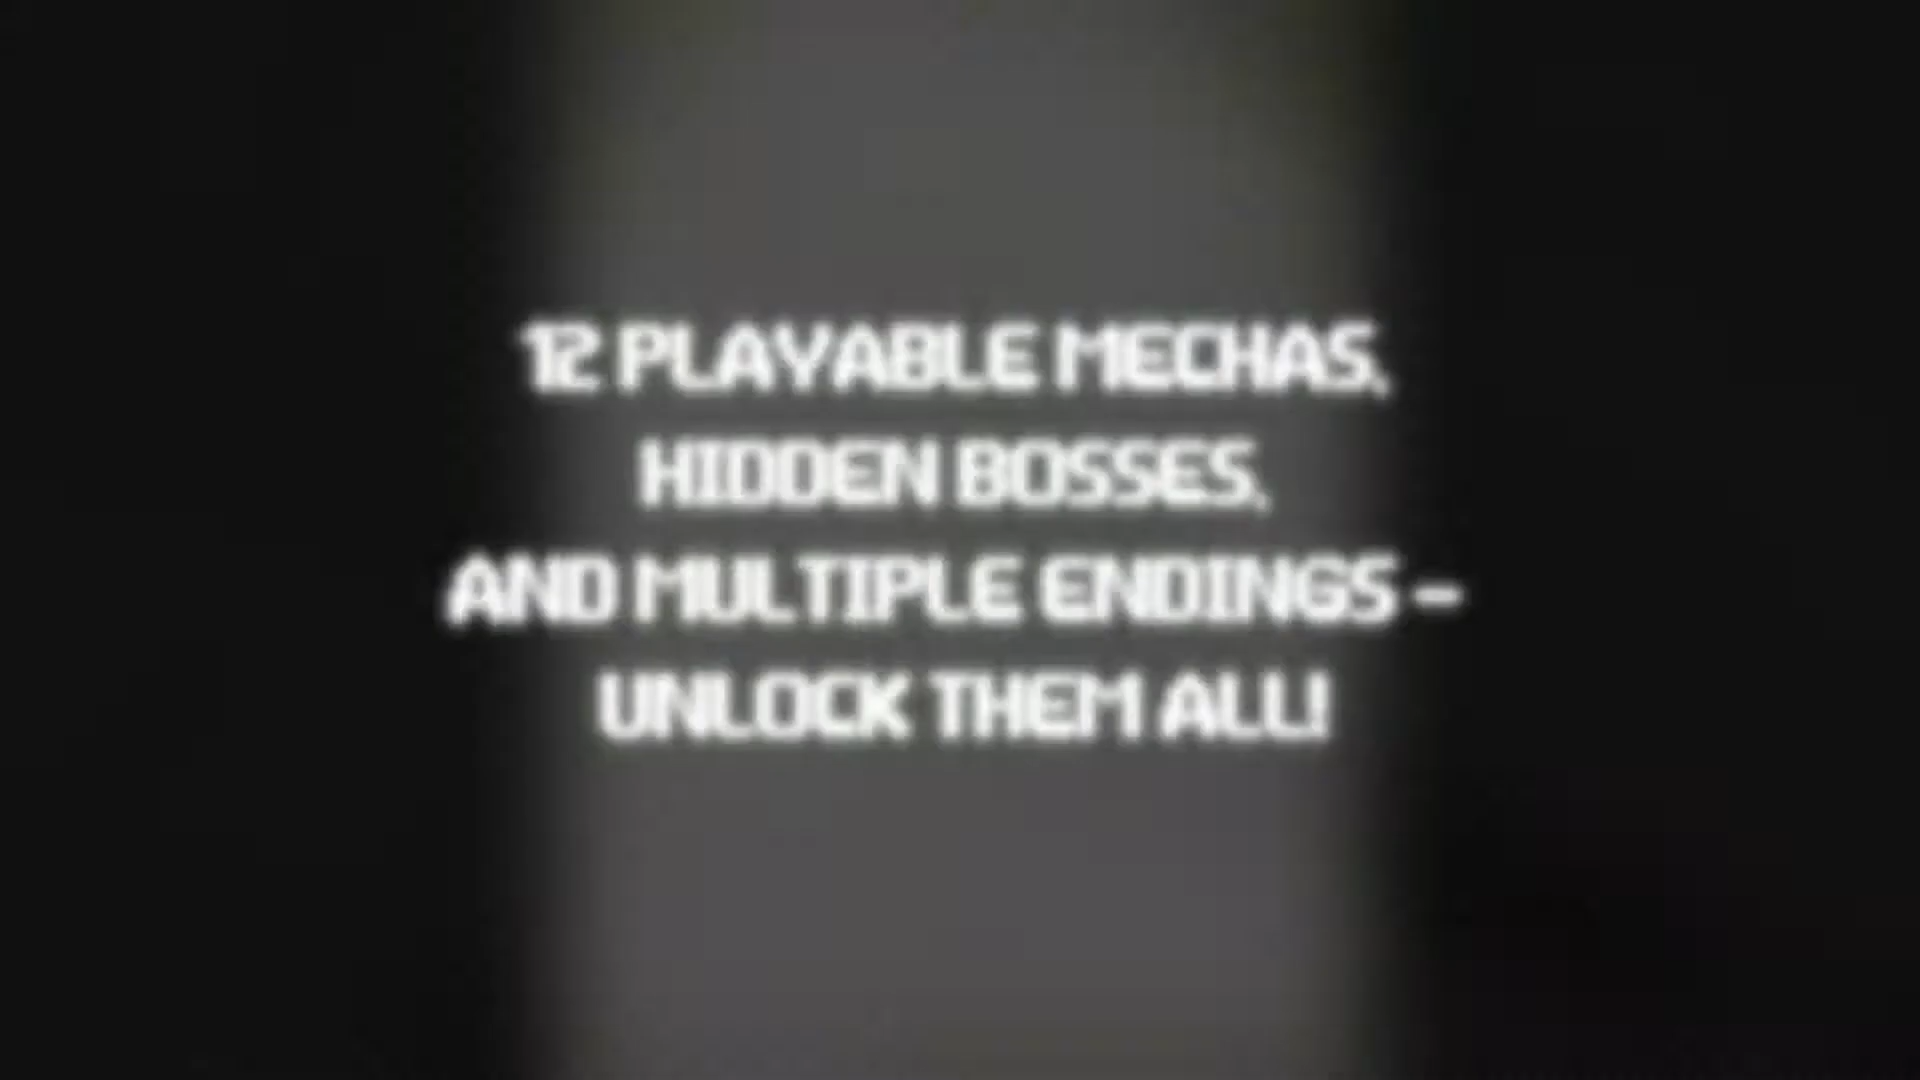 12 PLAYABLE MECHAS,
HIDDEN BOSSES,
AND MULTIPLE ENDINGS –
UNLOCK THEM ALL!